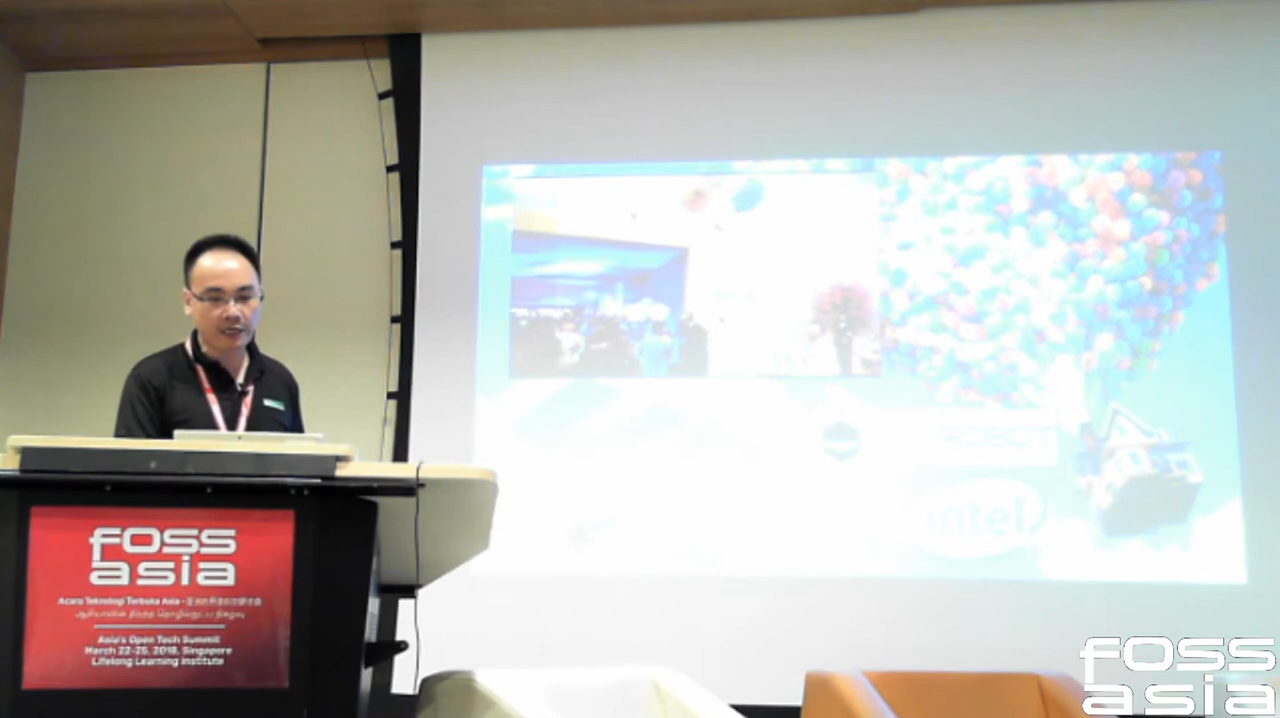 FOSS
asia
Acara Teknologi Terbuka Asia -
Asia's Open Tech Summit
March 22-25, 2018, Singapore
Lifelong Learning Institute
intel
FOSS
asia